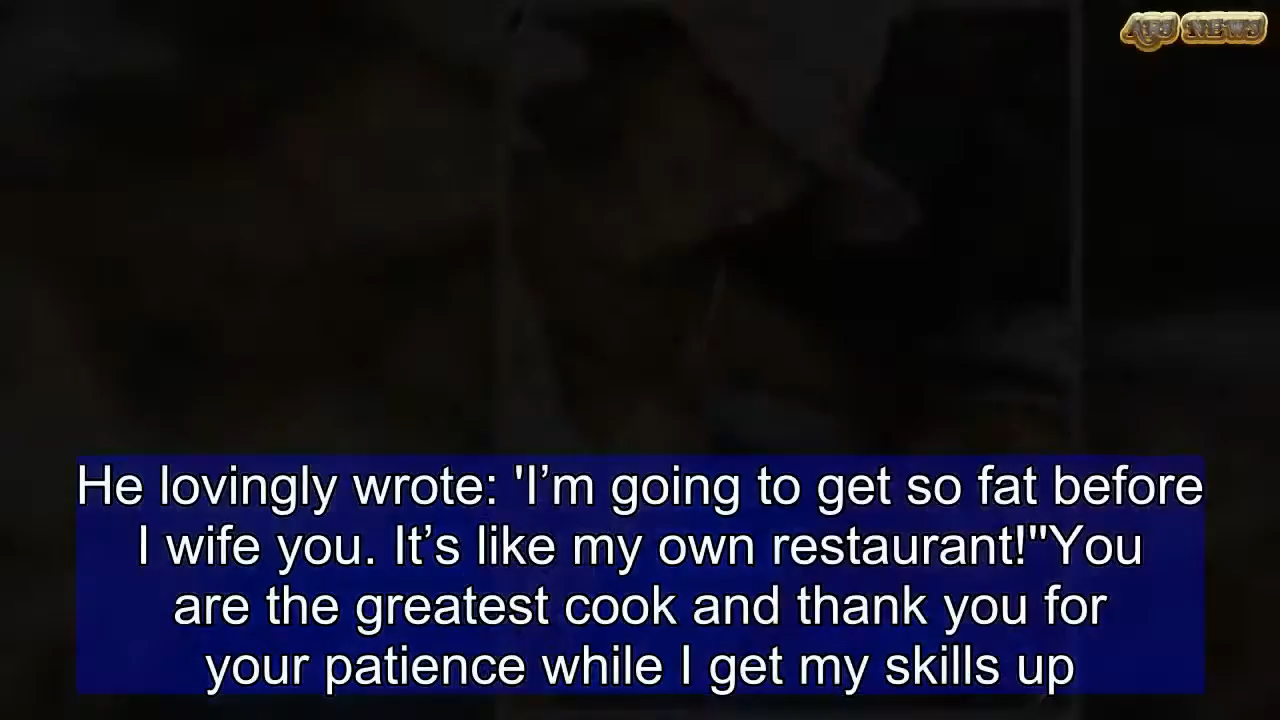 He lovingly wrote: 'I’m going to get so fat before
I wife you. It’s like my own restaurant!''You
are the greatest cook and thank you for
your patience while I get my skills up